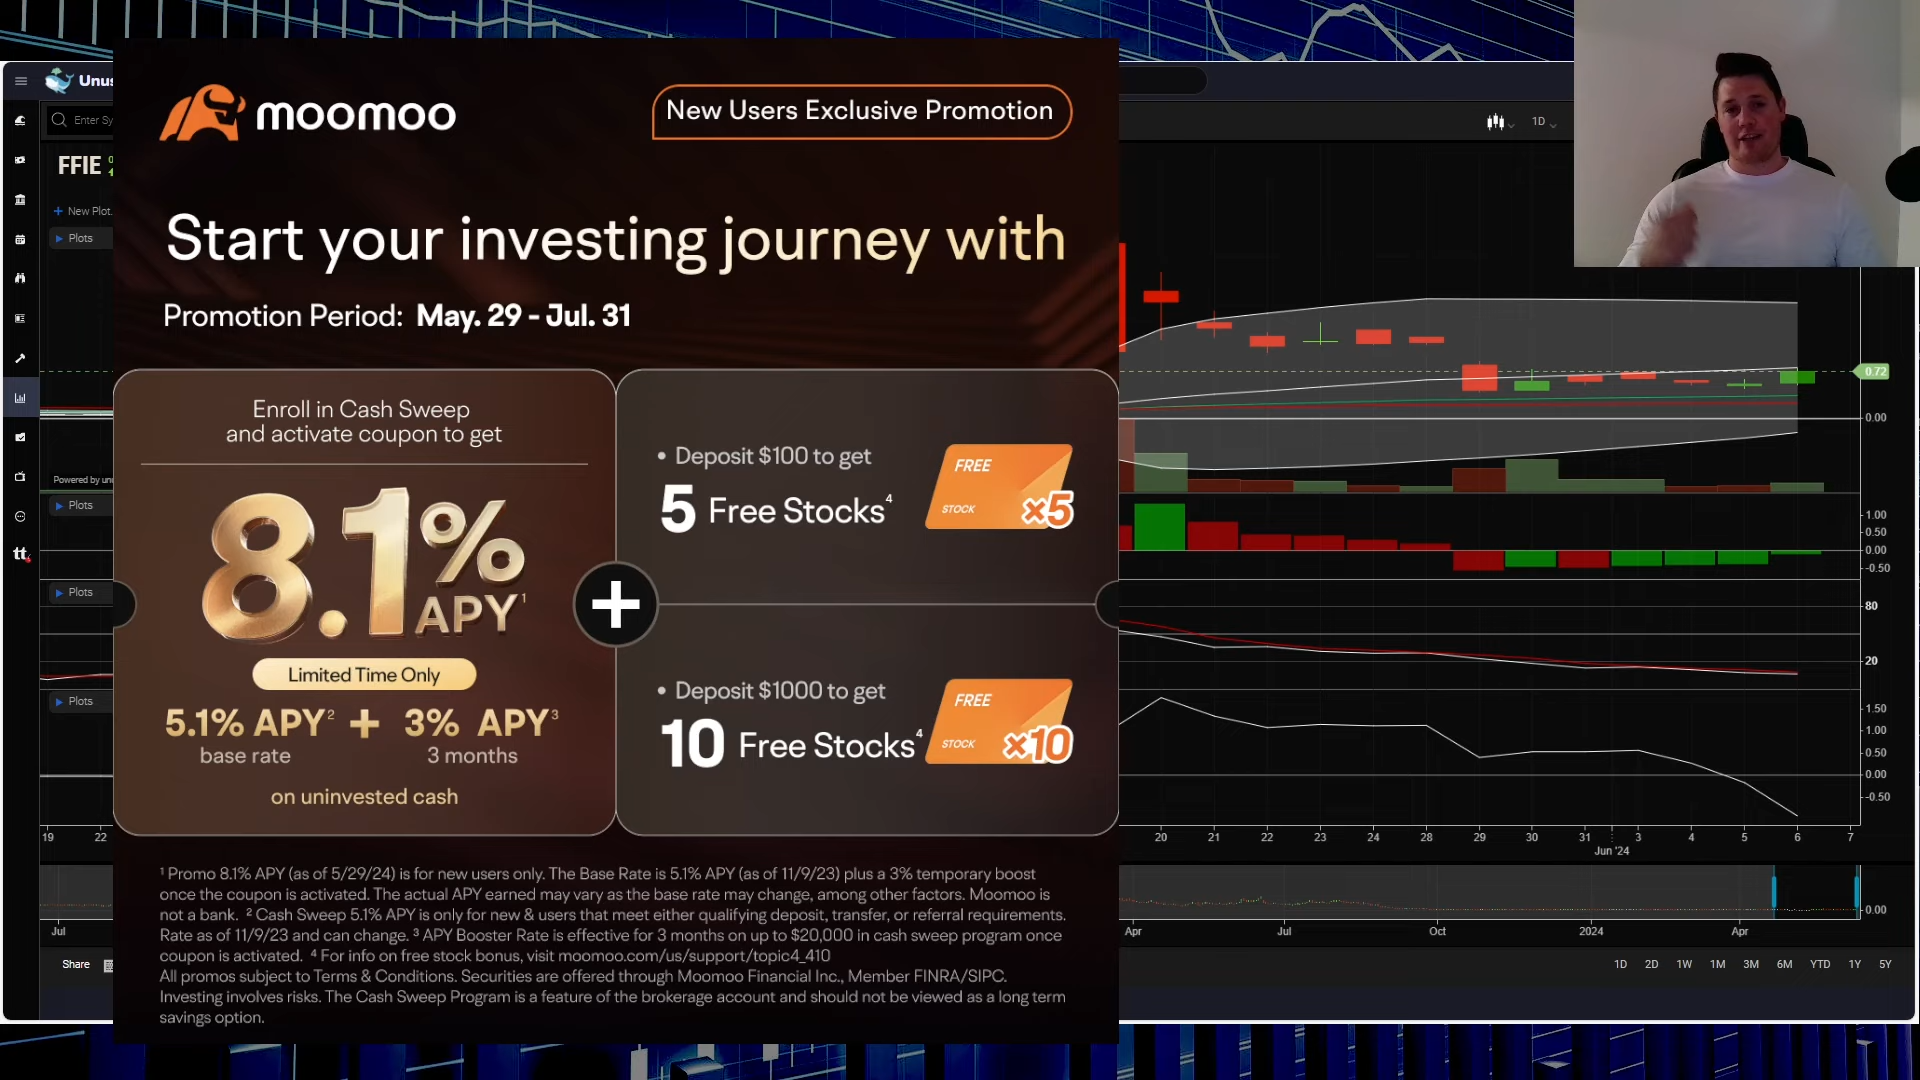 Unus
Enter Sy
FFIE
+ New Plot.
Plots
Powered by unu
Plots
Plots
Plots
19 22
Jul
Share
moomoo
New Users Exclusive Promotion
Start your investing journey with
Promotion Period: May. 29 - Jul. 31
Enroll in Cash Sweep
and activate coupon to get
8.1%
APY¹
Limited Time Only
5.1% APY² + 3% APY³
base rate 3 months
on uninvested cash
+
• Deposit $100 to get
5 Free Stocks⁴
FREE
STOCK x5
• Deposit $1000 to get
10 Free Stocks⁴
FREE
STOCK x10
¹ Promo 8.1% APY (as of 5/29/24) is for new users only. The Base Rate is 5.1% APY (as of 11/9/23) plus a 3% temporary boost
once the coupon is activated. The actual APY earned may vary as the base rate may change, among other factors. Moomoo is
not a bank. ² Cash Sweep 5.1% APY is only for new & users that meet either qualifying deposit, transfer, or referral requirements.
Rate as of 11/9/23 and can change. ³ APY Booster Rate is effective for 3 months on up to $20,000 in cash sweep program once
coupon is activated. ⁴ For info on free stock bonus, visit moomoo.com/us/support/topic4_410
All promos subject to Terms & Conditions. Securities are offered through Moomoo Financial Inc., Member FINRA/SIPC.
Investing involves risks. The Cash Sweep Program is a feature of the brokerage account and should not be viewed as a long term
savings option.
1D
0.72
0.00
1.00
0.50
0.00
-0.50
80
20
1.50
1.00
0.50
0.00
-0.50
20 21 22 23 24 28 29 30 31 3 4 5 6 7
Jun '24
0.00
Apr Jul Oct 2024 Apr
1D 2D 1W 1M 3M 6M YTD 1Y 5Y
tt